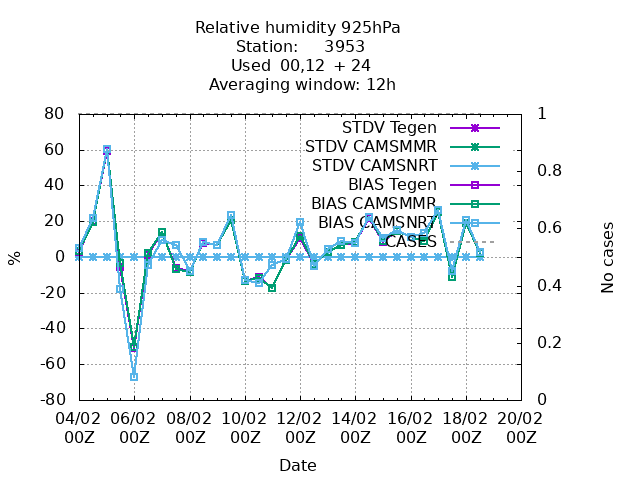 Relative humidity 925hPa
Station: 3953
Used 00,12 + 24
Averaging window: 12h
80 1
STDV Tegen
STDV CAMSMMR
60
STDV CAMSNRT
0.8
BIAS Tegen
40
BIAS CAMSMMR
20 0.6
BIAS CAMSNRT
CASES
% 0 No cases
-20 0.4
-40
0.2
-60
-80 0
04/02 06/02 08/02 10/02 12/02 14/02 16/02 18/02 20/02
00Z 00Z 00Z 00Z 00Z 00Z 00Z 00Z 00Z
Date